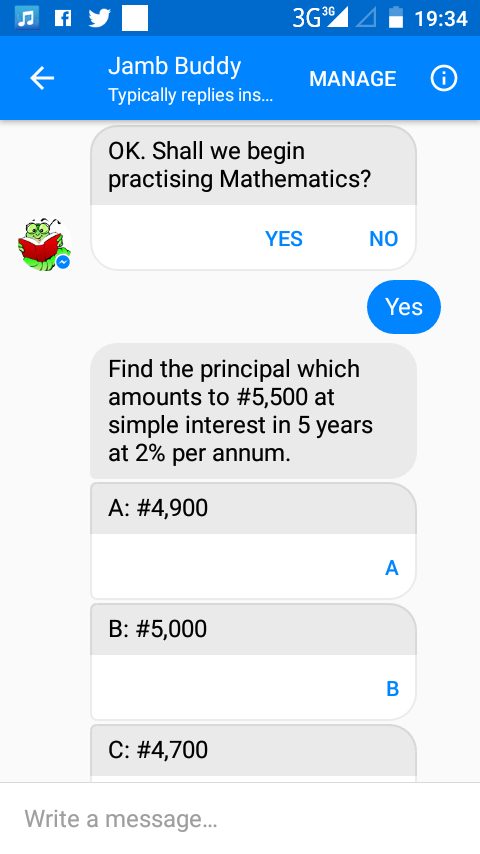 3G 3G 19:34
Jamb Buddy
Typically replies ins...
MANAGE
OK. Shall we begin
practising Mathematics?
YES NO
Yes
Find the principal which
amounts to #5,500 at
simple interest in 5 years
at 2% per annum.
A: #4,900
A
B: #5,000
B
C: #4,700
Write a message...